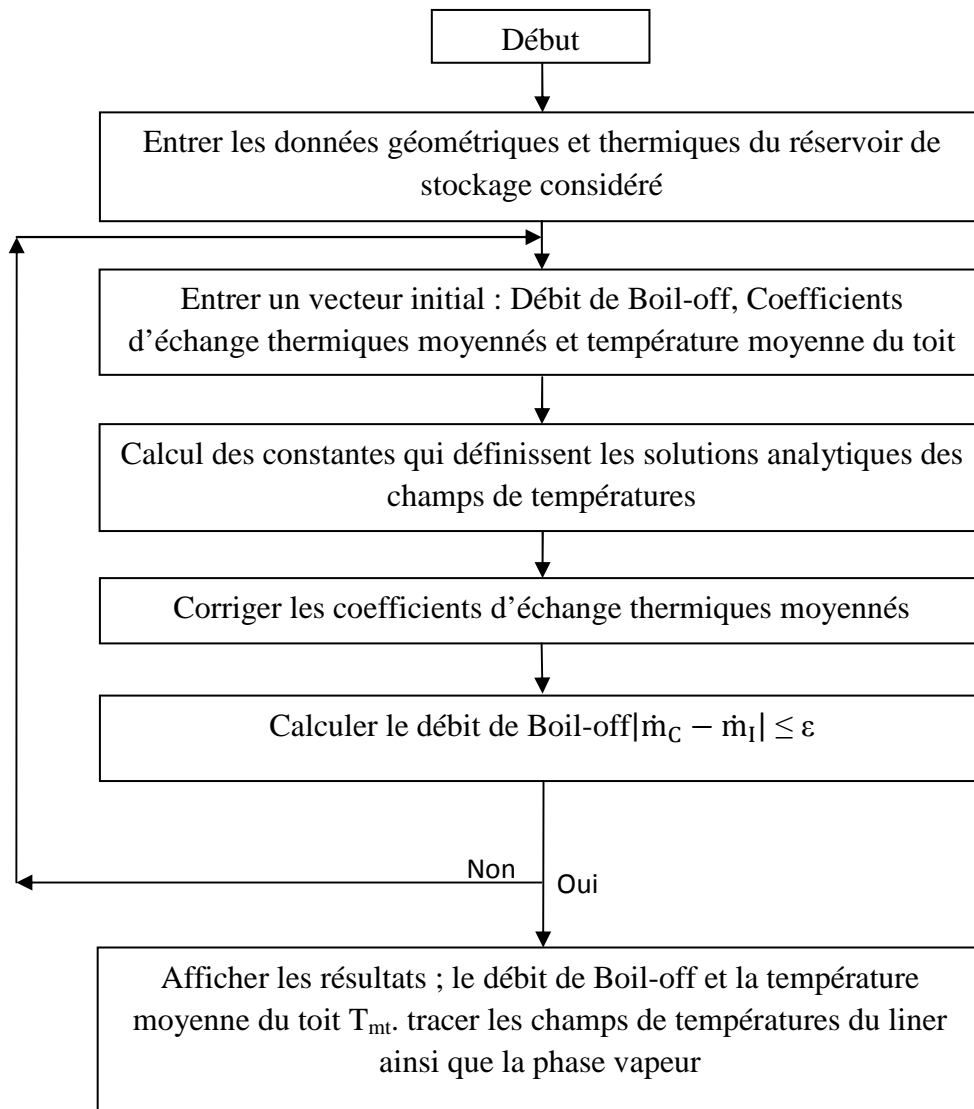 Début
Entrer les données géométriques et thermiques du réservoir de
stockage considéré
Entrer un vecteur initial : Débit de Boil-off, Coefficients
d’échange thermiques moyennés et température moyenne du toit
Calcul des constantes qui définissent les solutions analytiques des
champs de températures
Corriger les coefficients d’échange thermiques moyennés
Calculer le débit de Boil-off|ṁ_C − ṁ_I| ≤ ε
Non
Oui
Afficher les résultats ; le débit de Boil-off et la température
moyenne du toit T_mt. tracer les champs de températures du liner
ainsi que la phase vapeur